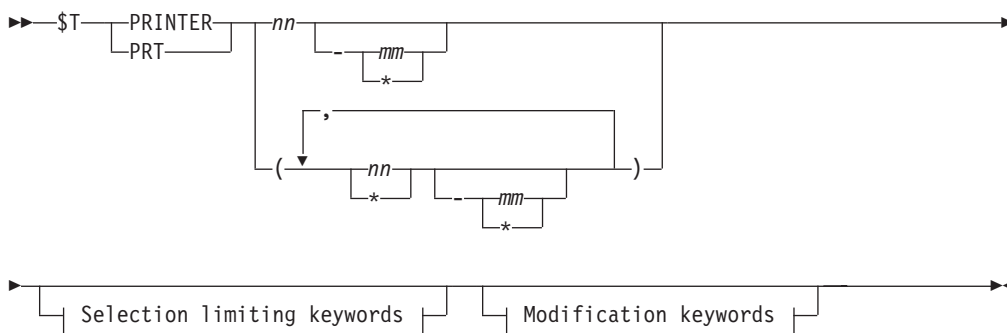 $T PRINTER nn
PRT - mm
*
,
( nn )
* - mm
*
Selection limiting keywords Modification keywords